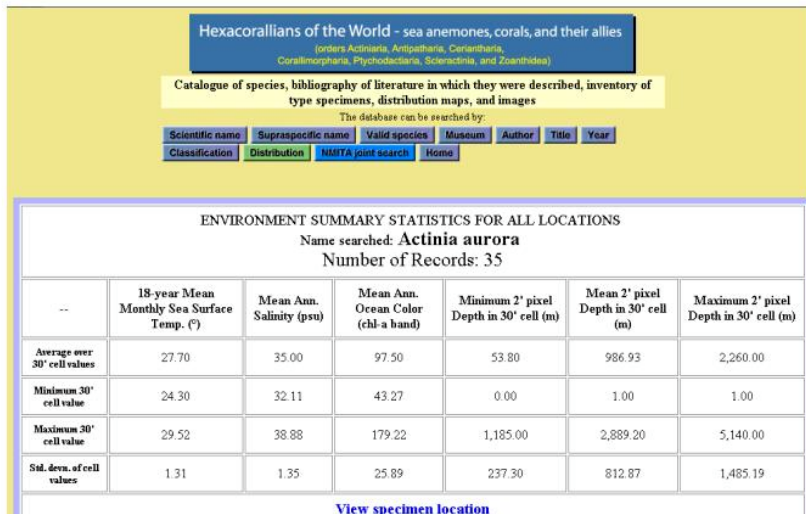 Hexacorallians of the World - sea anemones, corals, and their allies
(orders Actiniaria, Antipatharia, Ceriantharia,
Corallimorpharia, Ptychodactiaria, Scleractinia, and Zoanthidea)
Catalogue of species, bibliography of literature in which they were described, inventory of
type specimens, distribution maps, and images
The database can be searched by:
Scientific name Supraspecific name Valid species Museum Author Title Year
Classification Distribution NMITA joint search Home
ENVIRONMENT SUMMARY STATISTICS FOR ALL LOCATIONS
Name searched: Actinia aurora
Number of Records: 35
-- 18-year Mean Monthly Sea Surface Temp. (°) Mean Ann. Salinity (psu) Mean Ann. Ocean Color (chl-a band) Minimum 2' pixel Depth in 30' cell (m) Mean 2' pixel Depth in 30' cell (m) Maximum 2' pixel Depth in 30' cell (m)
Average over 30' cell values 27.70 35.00 97.50 53.80 986.93 2,260.00
Minimum 30' cell value 24.30 32.11 43.27 0.00 1.00 1.00
Maximum 30' cell value 29.52 38.88 179.22 1,185.00 2,889.20 5,140.00
Std. devn. of cell values 1.31 1.35 25.89 237.30 812.87 1,485.19
View specimen location